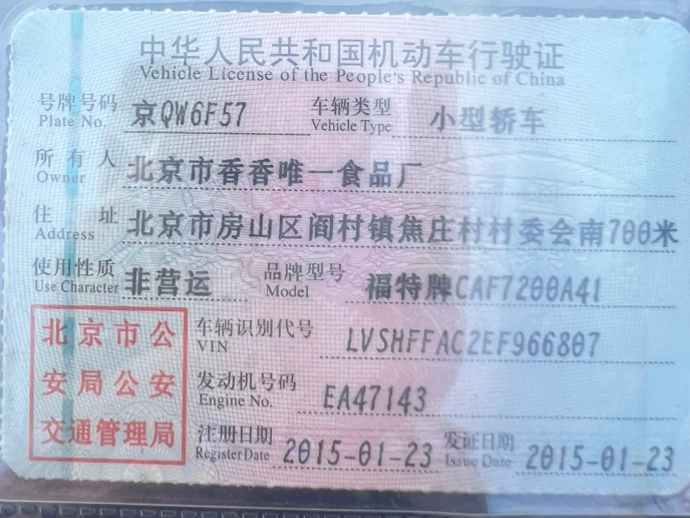 中华人民共和国机动车行驶证
Vehicle License of the People's Republic of China
号牌号码 京QW6F57 车辆类型 小型轿车
Plate No. Vehicle Type
所有人 北京市香香唯一食品厂
Owner
住址 北京市房山区阎村镇焦庄村村委会南700米
Address
使用性质 非营运 品牌型号 福特牌CAF7200A41
Use Character Model
北京市公
安局公安
交通管理局
车辆识别代号 LVSHFFAC2EF966807
VIN
发动机号码 EA47143
Engine No.
注册日期 2015-01-23 发证日期 2015-01-23
Register Date Issue Date